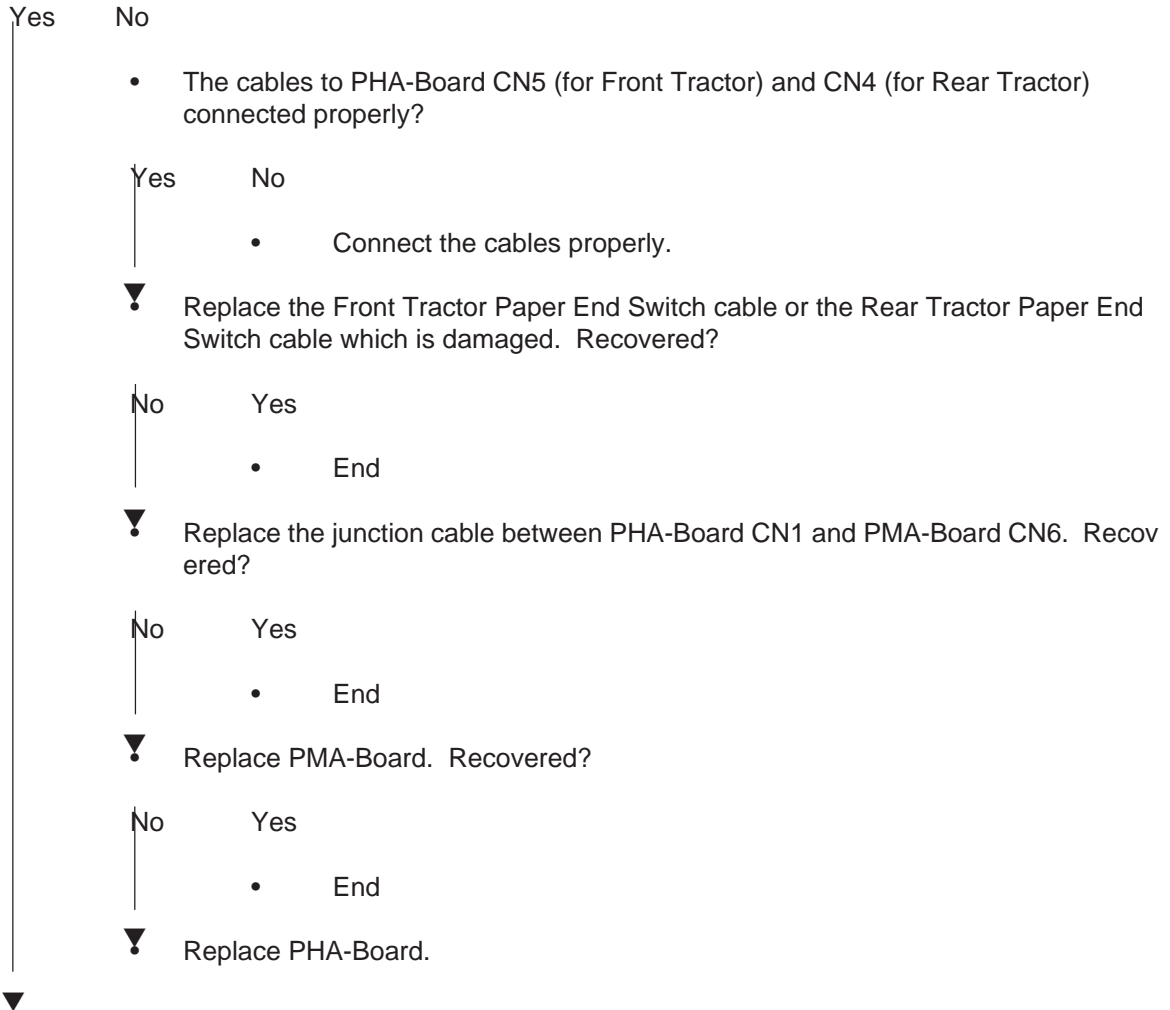 Yes No
• The cables to PHA-Board CN5 (for Front Tractor) and CN4 (for Rear Tractor)
connected properly?
Yes No
• Connect the cables properly.
• Replace the Front Tractor Paper End Switch cable or the Rear Tractor Paper End
Switch cable which is damaged. Recovered?
No Yes
• End
• Replace the junction cable between PHA-Board CN1 and PMA-Board CN6. Recov
ered?
No Yes
• End
• Replace PMA-Board. Recovered?
No Yes
• End
• Replace PHA-Board.